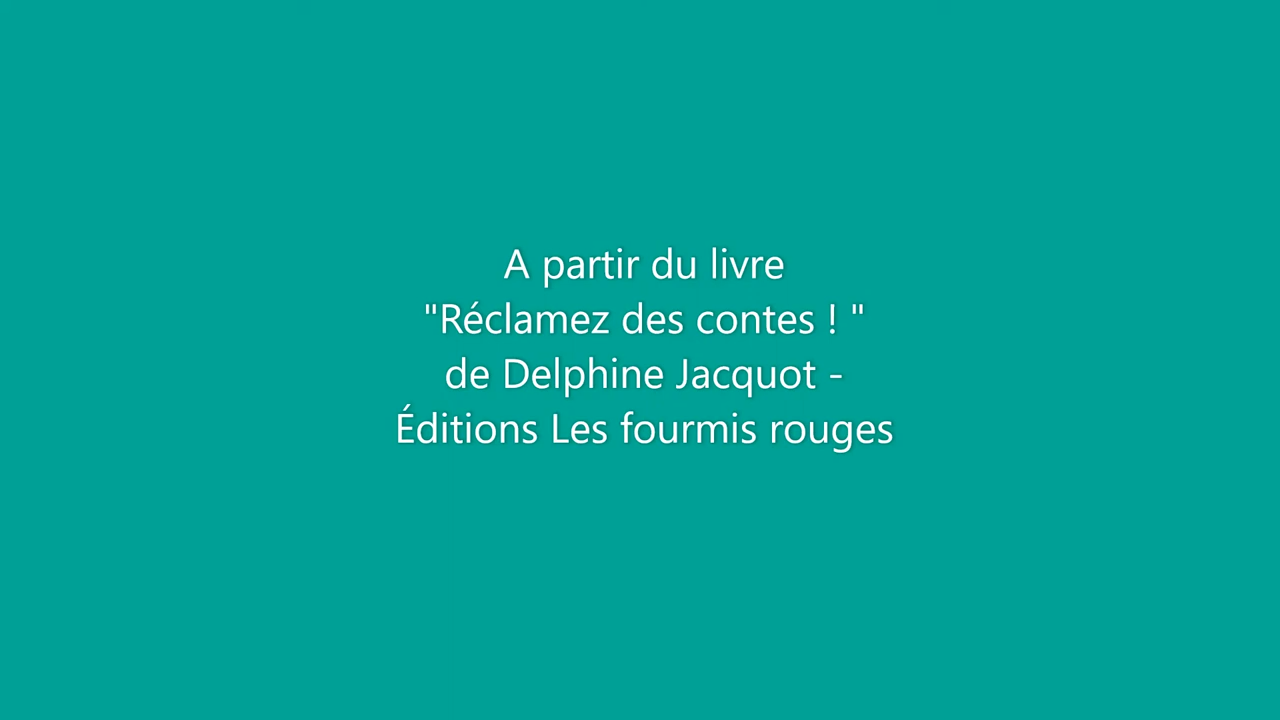 A partir du livre
"Réclamez des contes ! "
de Delphine Jacquot -
Éditions Les fourmis rouges